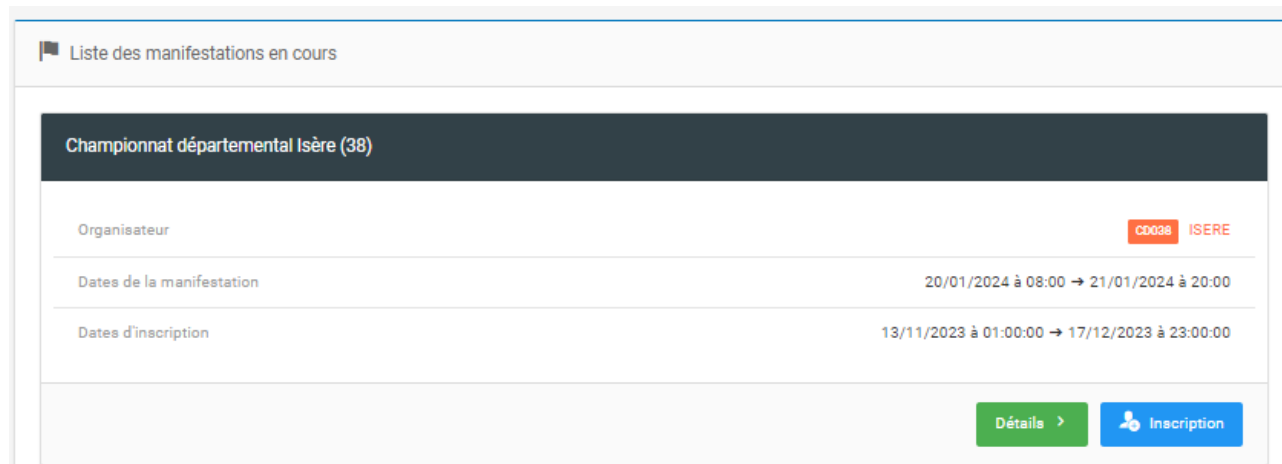 Liste des manifestations en cours
Championnat départemental Isère (38)
Organisateur CD038 ISERE
Dates de la manifestation 20/01/2024 à 08:00 → 21/01/2024 à 20:00
Dates d'inscription 13/11/2023 à 01:00:00 → 17/12/2023 à 23:00:00
Détails > Inscription